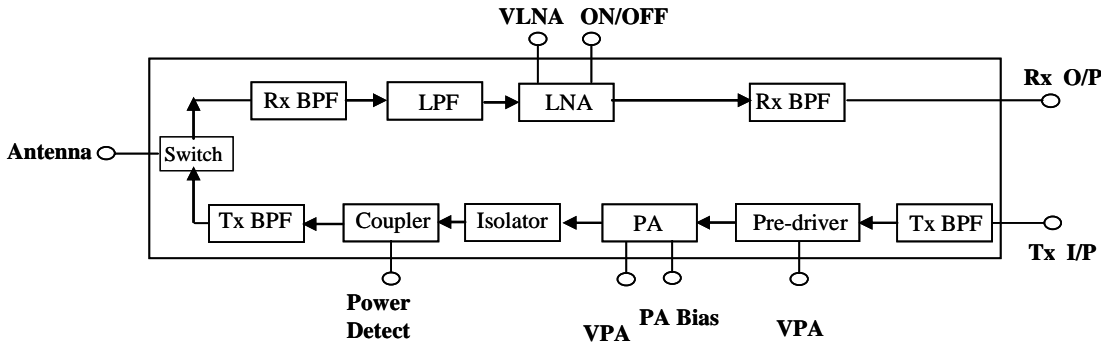 VLNA ON/OFF
Rx BPF
LPF
LNA
Rx BPF
Rx O/P
Antenna
Switch
Tx BPF
Coupler
Isolator
PA
Pre-driver
Tx BPF
Tx I/P
Power
Detect
VPA
PA Bias
VPA